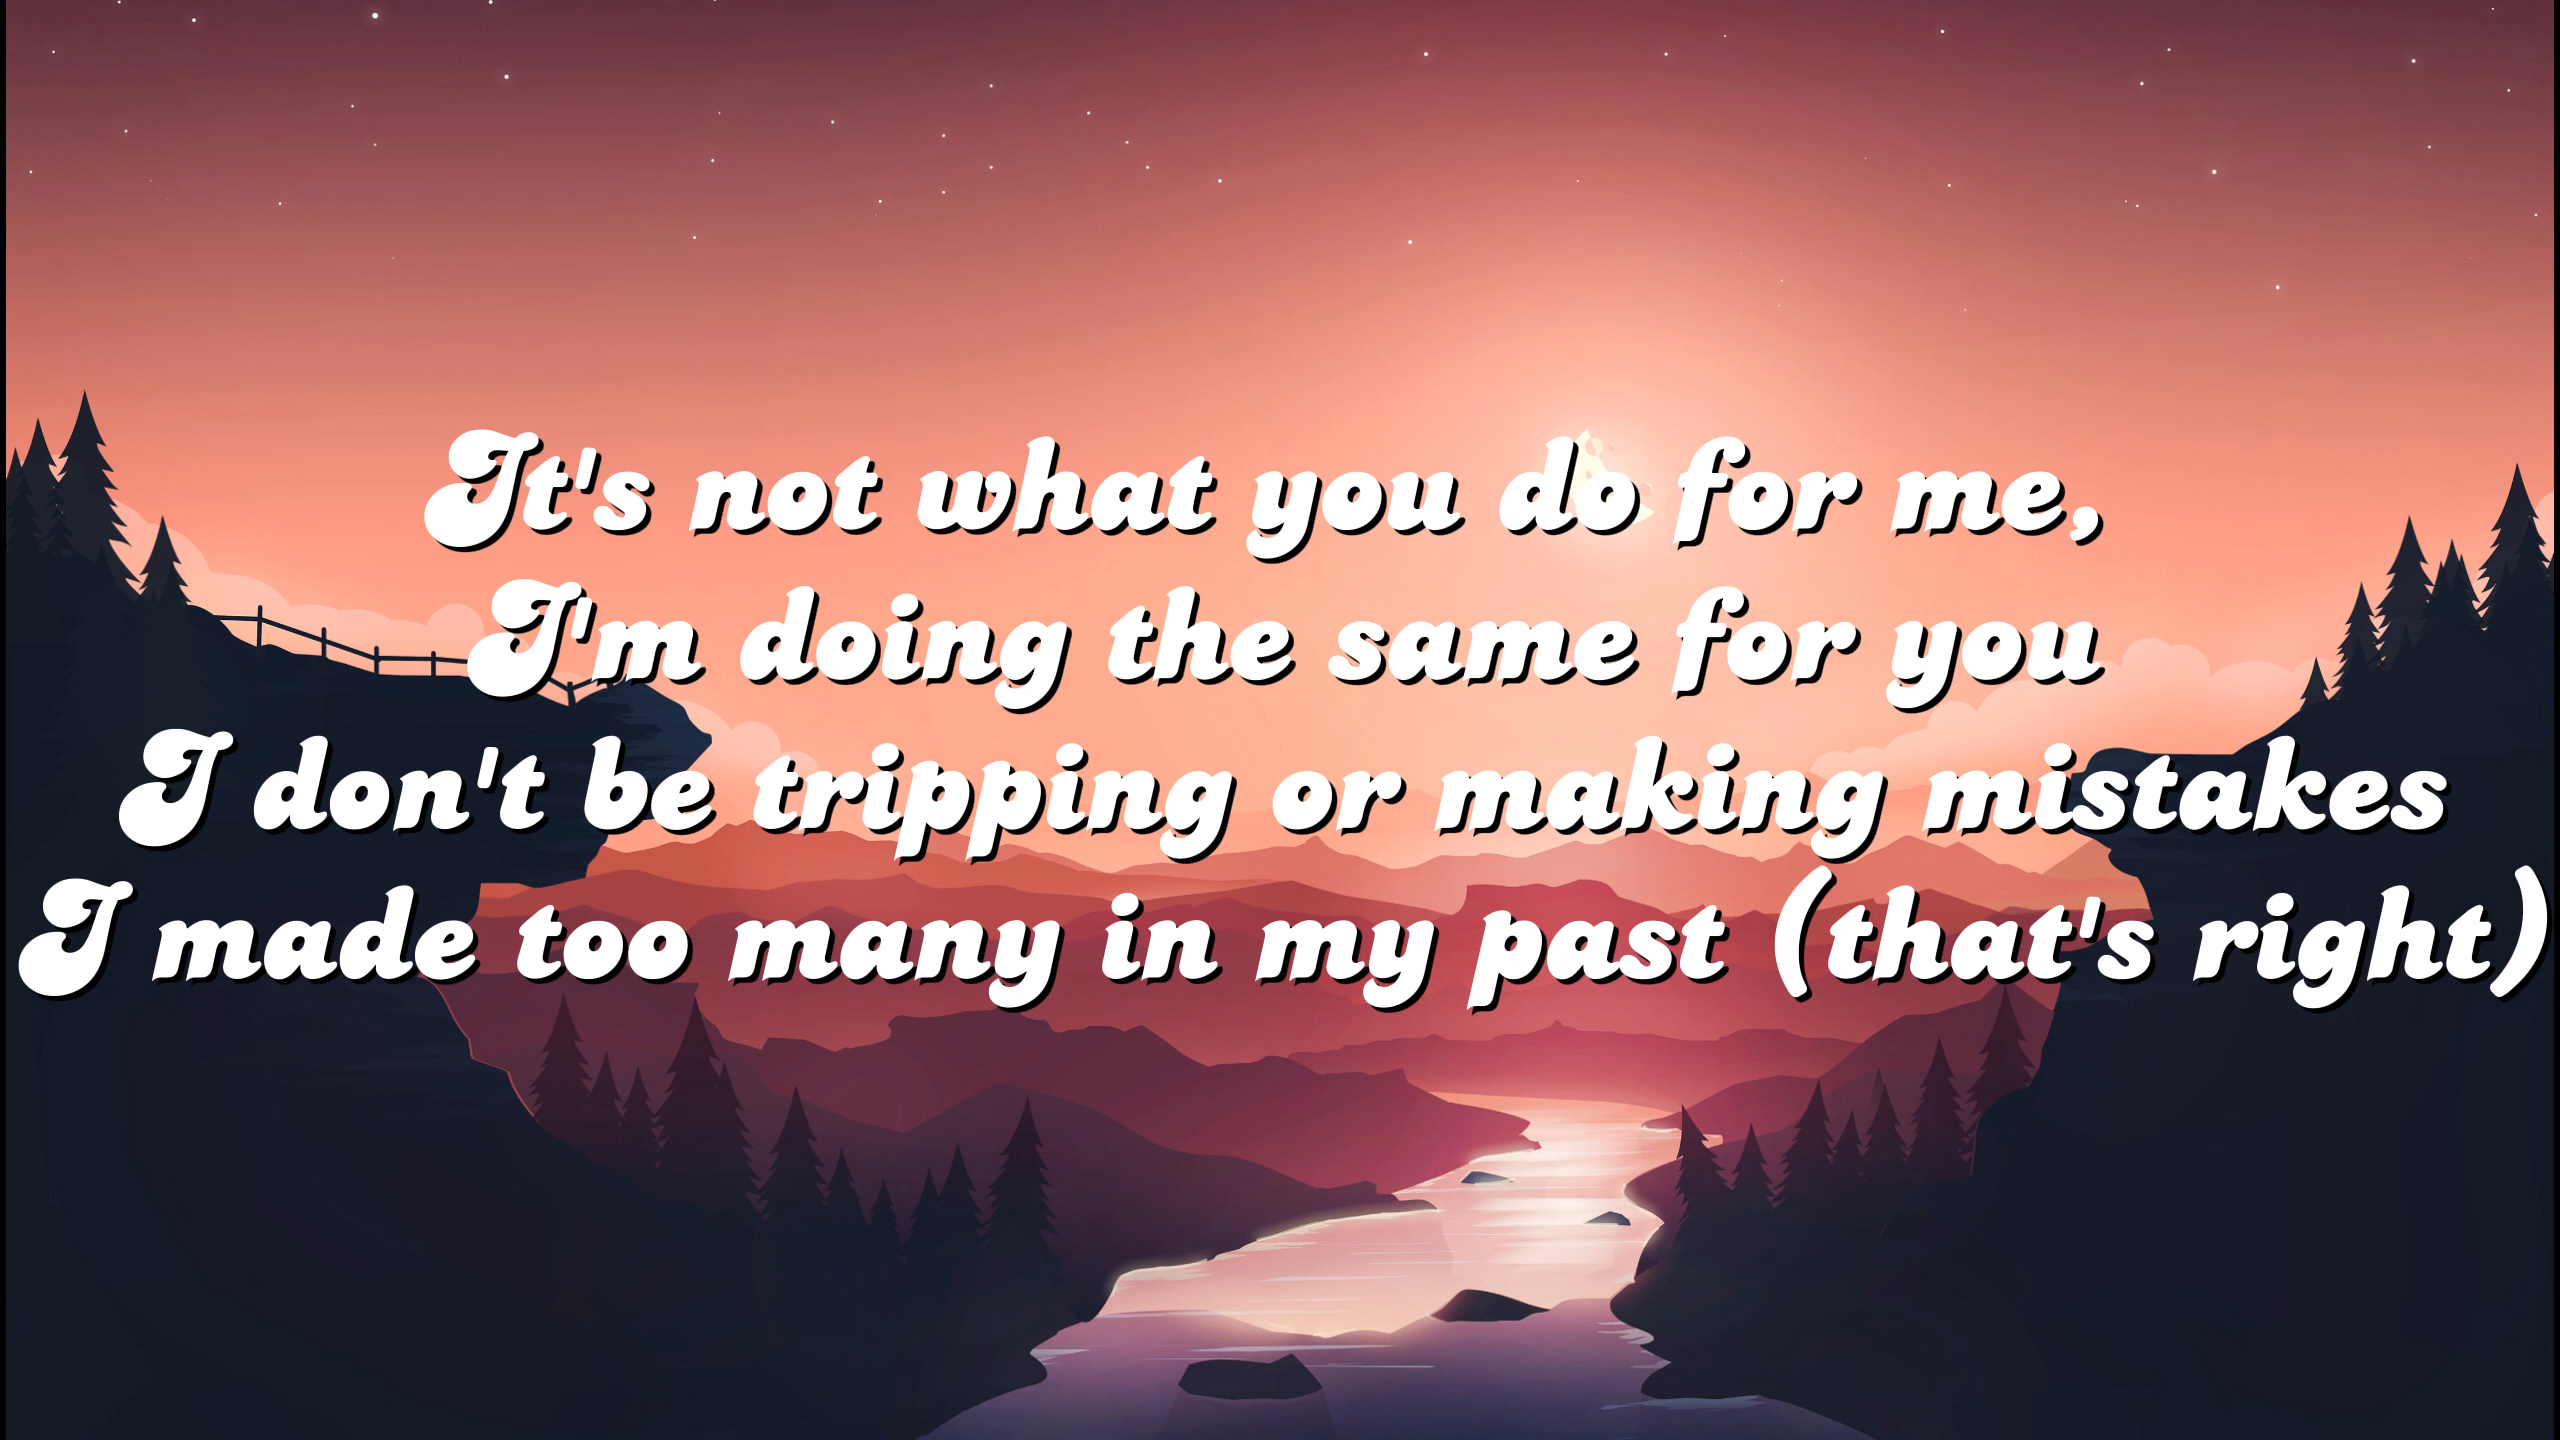 It's not what you do for me,
I'm doing the same for you
I don't be tripping or making mistakes
I made too many in my past (that's right)